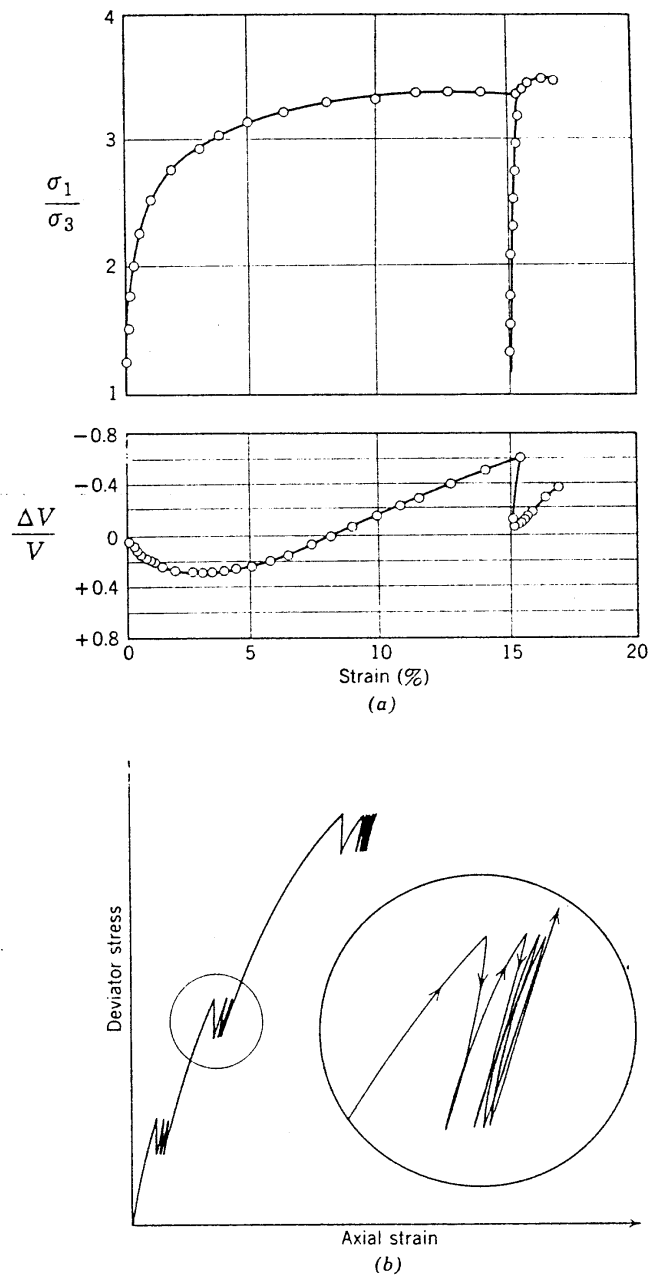 4
3
σ₁
σ₃
2
1
−0.8
−0.4
ΔV
V
0
+0.4
+0.8
0 5 10 15 20
Strain (%)
(a)
Deviator stress
Axial strain
(b)